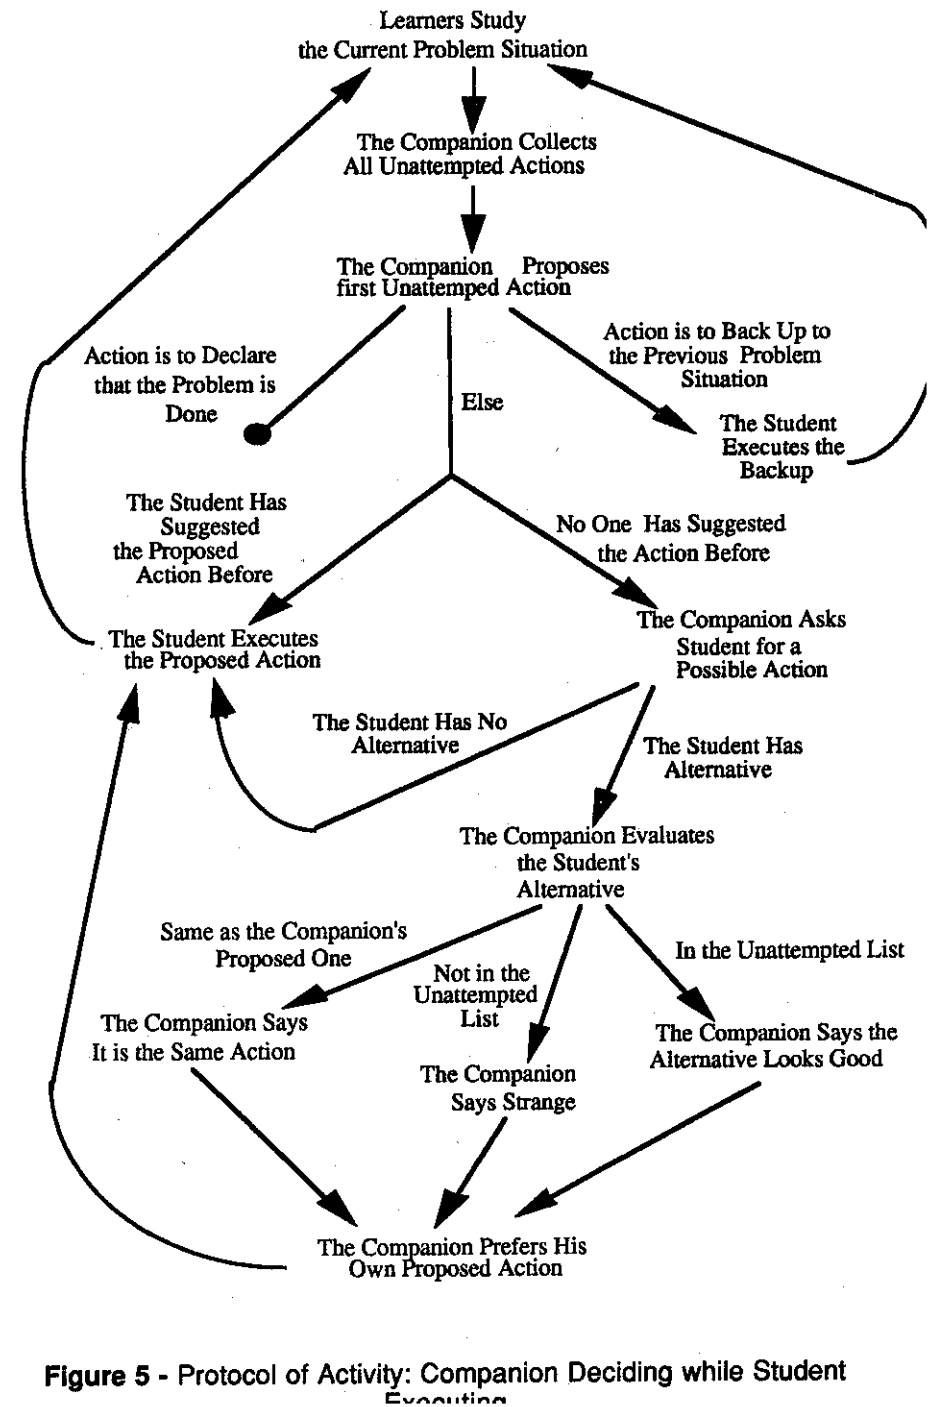 Learners Study
the Current Problem Situation
The Companion Collects
All Unattempted Actions
The Companion Proposes
first Unattemped Action
Action is to Declare
that the Problem is
Done
Else
Action is to Back Up to
the Previous Problem
Situation
The Student
Executes the
Backup
The Student Has
Suggested
the Proposed
Action Before
No One Has Suggested
the Action Before
The Student Executes
the Proposed Action
The Companion Asks
Student for a
Possible Action
The Student Has No
Alternative
The Student Has
Alternative
The Companion Evaluates
the Student's
Alternative
Same as the Companion's
Proposed One
Not in the
Unattempted
List
In the Unattempted List
The Companion Says
It is the Same Action
The Companion
Says Strange
The Companion Says the
Alternative Looks Good
The Companion Prefers His
Own Proposed Action
Figure 5 - Protocol of Activity: Companion Deciding while Student
Executing